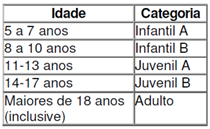 Idade Categoria
5 a 7 anos Infantil A
8 a 10 anos Infantil B
11-13 anos Juvenil A
14-17 anos Juvenil B
Maiores de 18 anos Adulto
(inclusive)